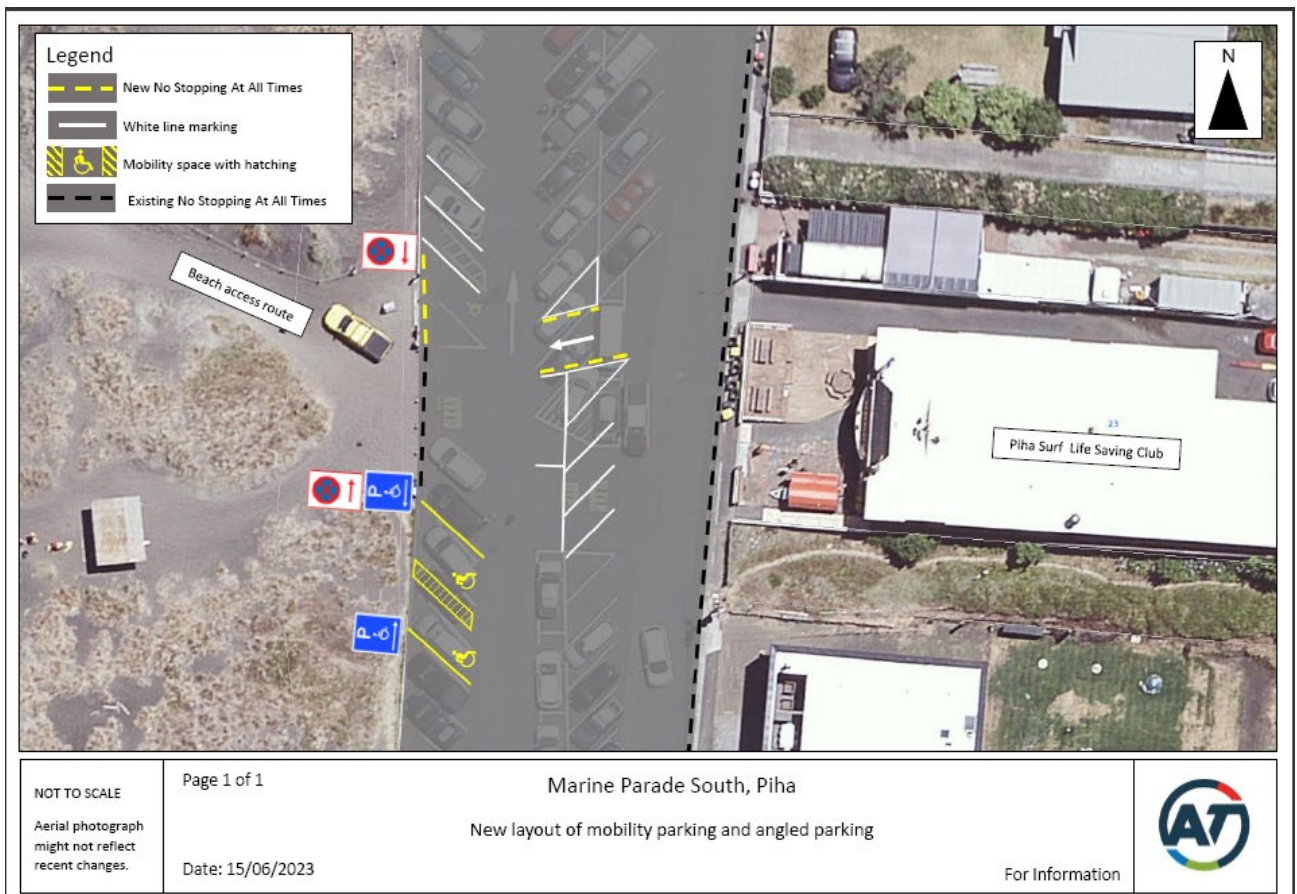 Legend
New No Stopping At All Times
White line marking
Mobility space with hatching
Existing No Stopping At All Times
N
Beach access route
P
P
23
Piha Surf Life Saving Club
NOT TO SCALE
Aerial photograph
might not reflect
recent changes.
Page 1 of 1
Date: 15/06/2023
Marine Parade South, Piha
New layout of mobility parking and angled parking
For Information
AT